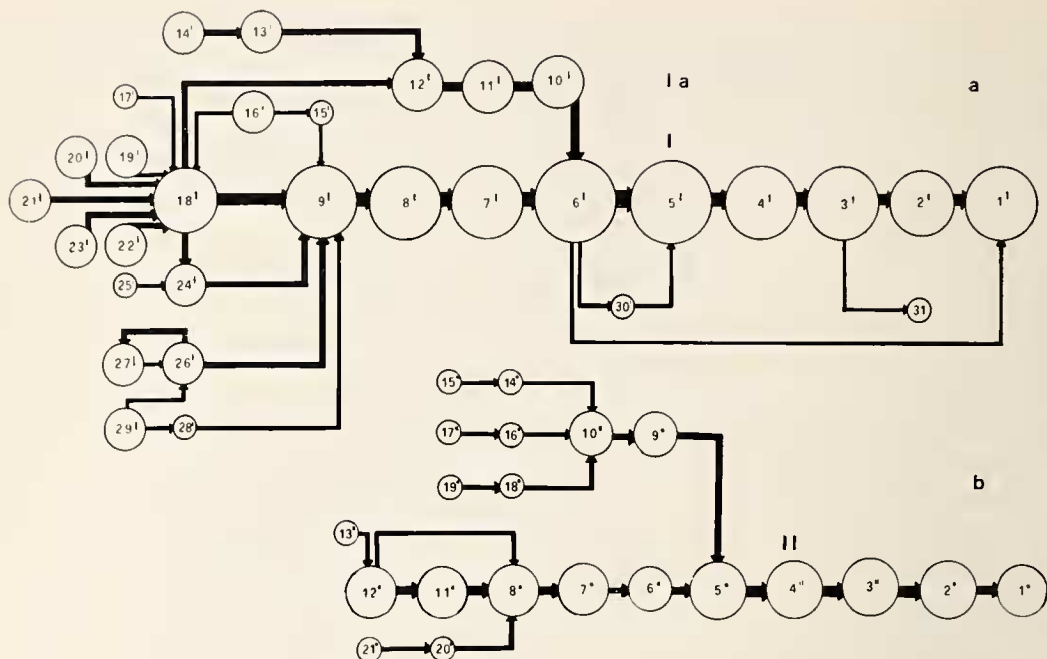 14' 13'
12' 11' 10' I a a
17' 16' 15' I
20' 19'
21' 18' 9' 8' 7' 6' 5' 4' 3' 2' 1'
23' 22'
25 24'
30 31
27' 26'
29' 28'
15" 14"
17" 16" 10" 9"
19" 18" b
13" II
12" 11" 8" 7" 6" 5" 4" 3" 2" 1"
21" 20"